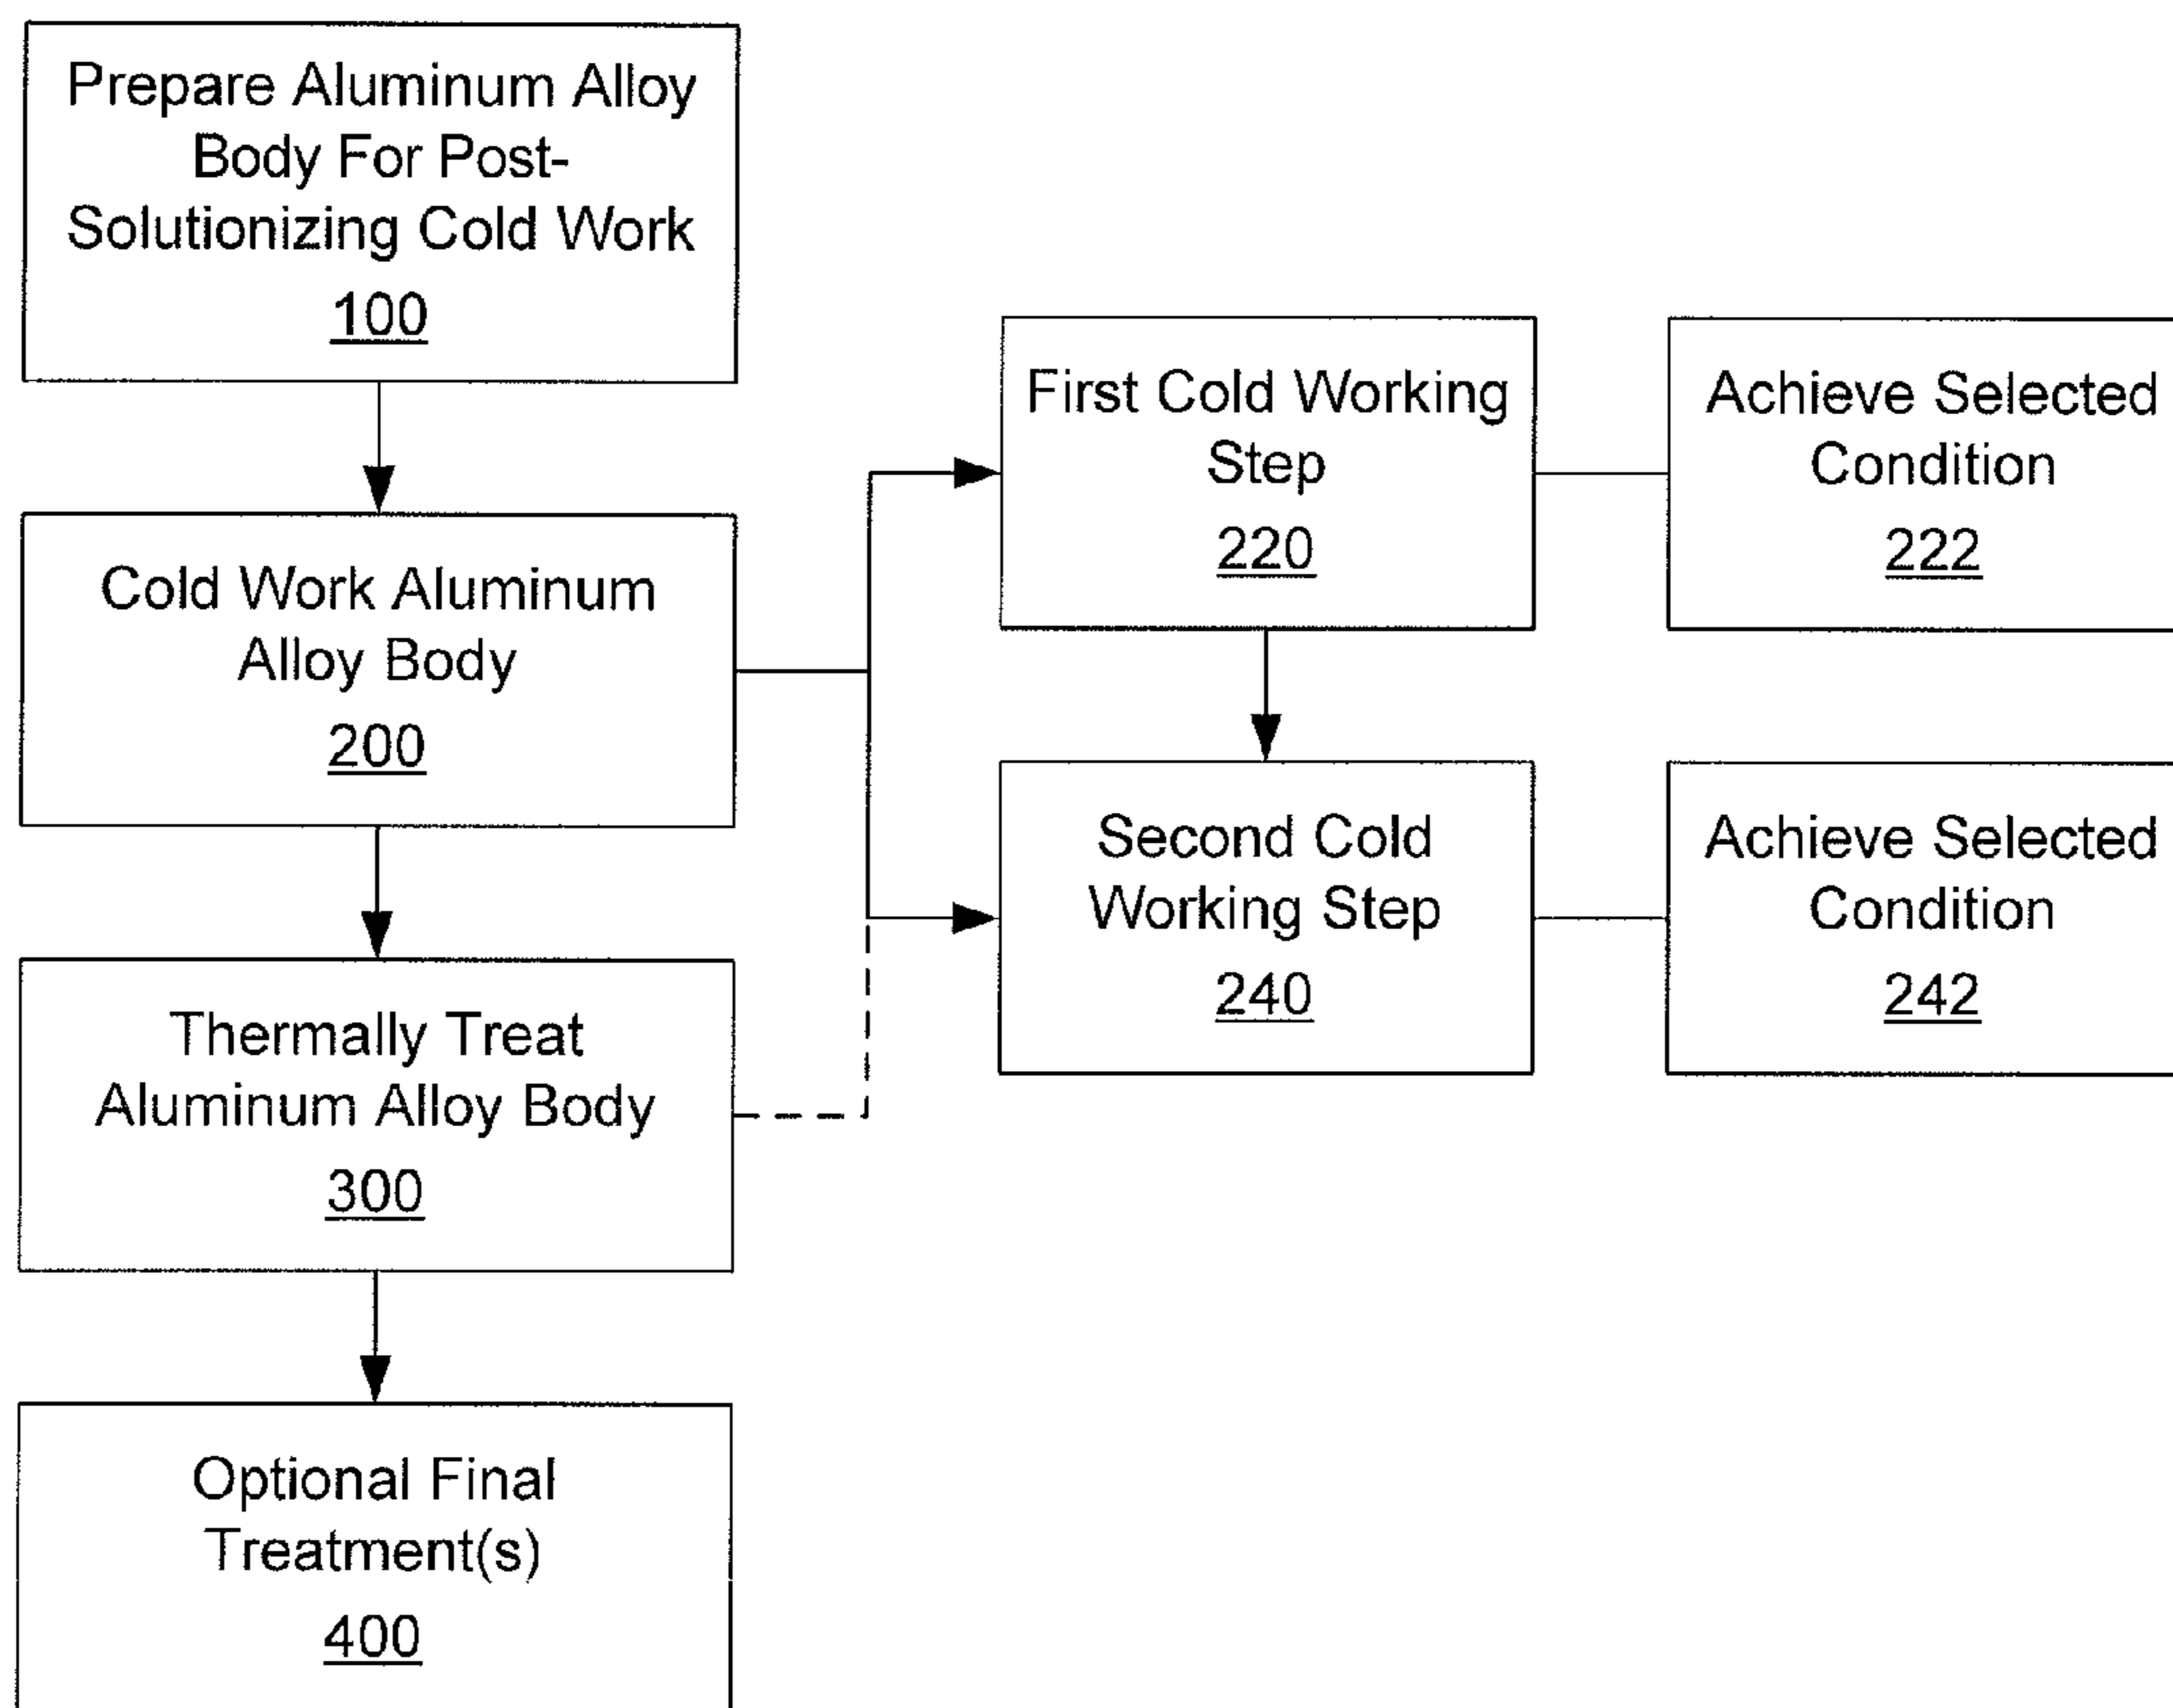 Prepare Aluminum Alloy
Body For Post-
Solutionizing Cold Work
100
Cold Work Aluminum
Alloy Body
200
Thermally Treat
Aluminum Alloy Body
300
Optional Final
Treatment(s)
400
First Cold Working
Step
220
Second Cold
Working Step
240
Achieve Selected
Condition
222
Achieve Selected
Condition
242